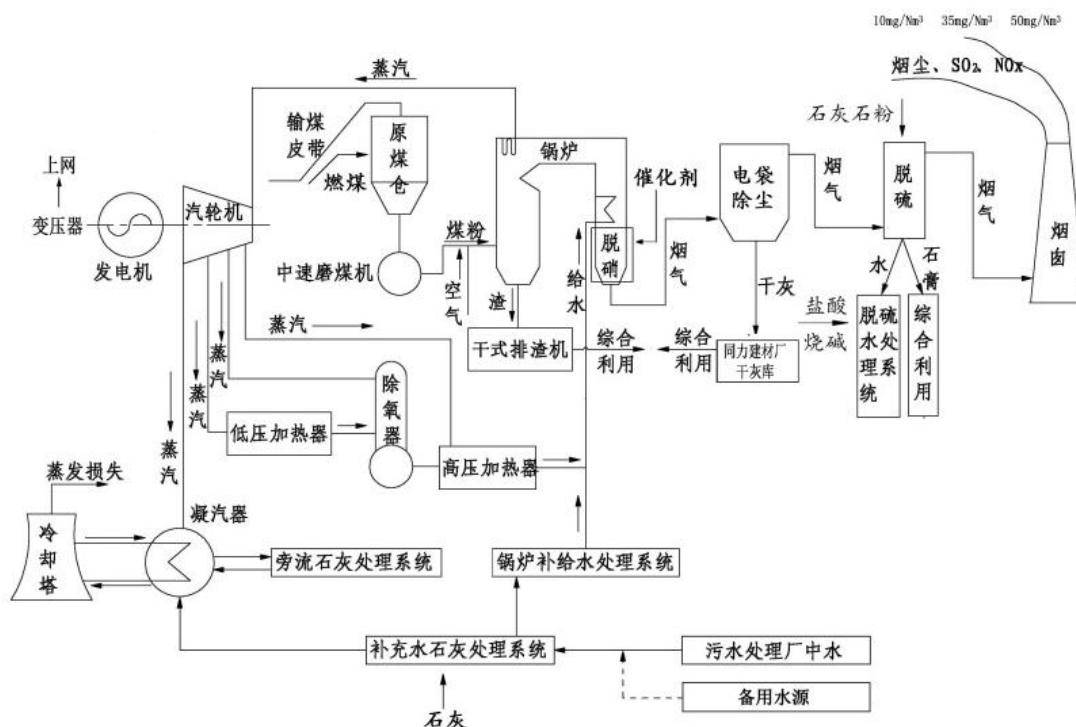 10mg/Nm³ 35mg/Nm³ 50mg/Nm³
烟尘、SO₂、NOx
蒸汽
输煤
皮带
燃煤
原
煤
仓
锅炉
石灰石粉
上网
变压器
发电机
汽轮机
煤粉
中速磨煤机
空
气
渣
给
水
催化剂
脱
硝
烟
气
电袋
除尘
烟
气
脱
硫
烟
气
烟
囱
水
石
膏
干灰
盐酸
烧碱
脱硫
水处
理系
统
综
合
利
用
干式排渣机
综合
利用
综合
利用
同力建材厂
干灰库
蒸汽
蒸
汽
蒸
汽
蒸
汽
低压加热器
除
氧
器
高压加热器
蒸发损失
冷
却
塔
凝汽器
旁流石灰处理系统
锅炉补给水处理系统
补充水石灰处理系统
污水处理厂中水
备用水源
石灰